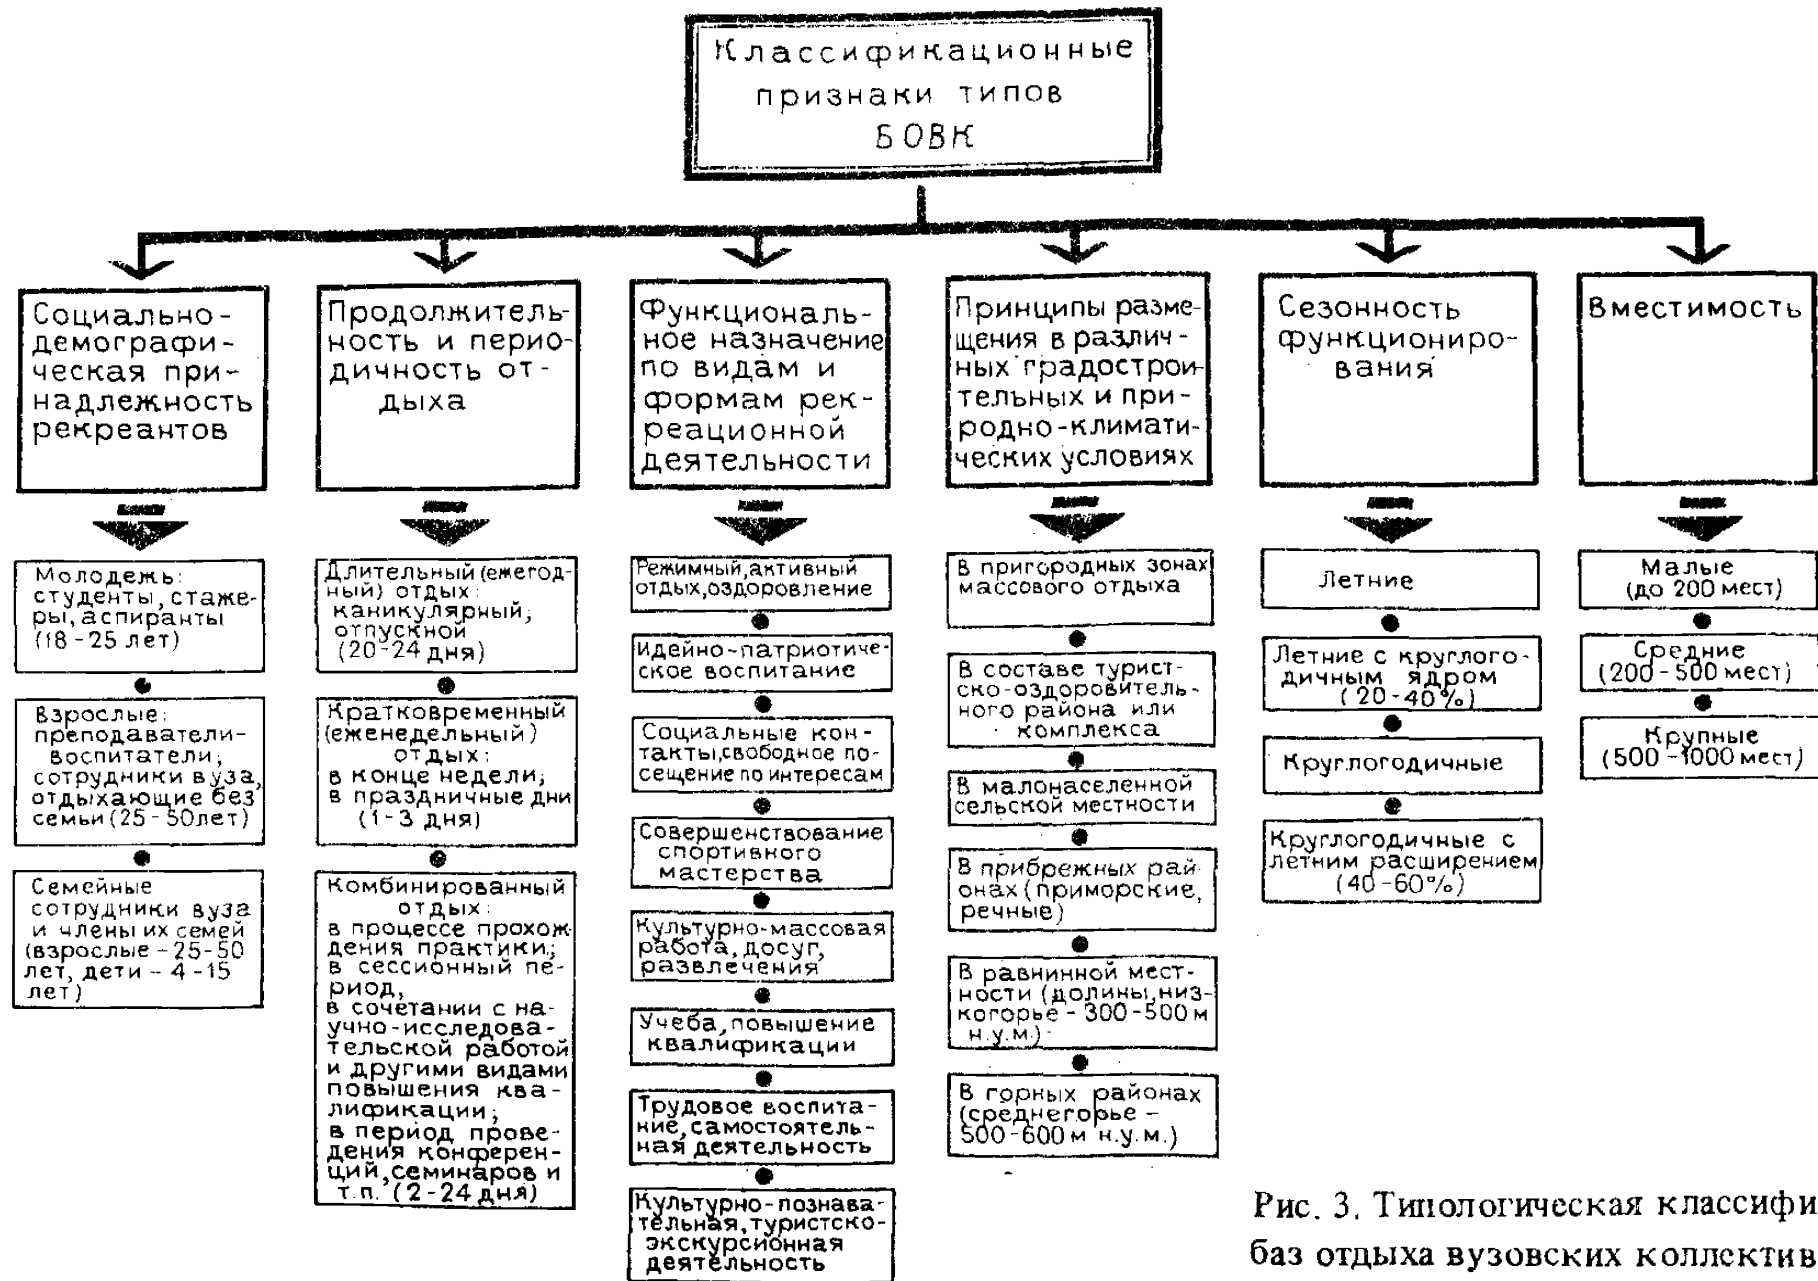 Классификационные
признаки типов
БОВК
Социально-
демографи-
ческая при-
надлежность
рекреантов
Молодежь:
студенты, стаже-
ры, аспиранты
(18-25 лет)
Взрослые:
преподаватели-
воспитатели;
сотрудники вуза,
отдыхающие без
семьи (25-50 лет)
Семейные
сотрудники вуза
и члены их семей
(взрослые - 25-50
лет, дети - 4-15
лет)
Продолжитель-
ность и перио-
дичность от-
дыха
Длительный (ежегод-
ный) отдых:
каникулярный;
отпускной
(20-24 дня)
Кратковременный
(еженедельный)
отдых:
в конце недели;
в праздничные дни
(1-3 дня)
Комбинированный
отдых:
в процессе прохож-
дения практики;
в сессионный пе-
риод,
в сочетании с на-
учно-исследова-
тельской работой
и другими видами
повышения ква-
лификации;
в период прове-
дения конферен-
ций, семинаров и
т.п. (2-24 дня)
Функциональ-
ное назначение
по видам и
формам рек-
реационной
деятельности
Режимный, активный
отдых, оздоровление
Идейно-патриотиче-
ское воспитание
Социальные кон-
такты, свободное по-
сещение по интересам
Совершенствование
спортивного
мастерства
Культурно-массовая
работа, досуг,
развлечения
Учеба, повышение
квалификации
Трудовое воспита-
ние, самостоятель-
ная деятельность
Культурно-познава-
тельная, туристско-
экскурсионная
деятельность
Принципы разме-
щения в различ-
ных градострои-
тельных и при-
родно-климати-
ческих условиях
В пригородных зонах
массового отдыха
В составе турист-
ско-оздоровитель-
ного района или
комплекса
В малонаселенной
сельской местности
В прибрежных рай
онах (приморские,
речные)
В равнинной мест-
ности (долины, низ-
когорье - 300-500 м
н.у.м.)
В горных районах
(среднегорье -
500-600 м н.у.м.)
Сезонность
функциониро-
вания
Летние
Летние с круглого-
дичным ядром
(20-40%)
Круглогодичные
Круглогодичные с
летним расширением
(40-60%)
Вместимость
Малые
(до 200 мест)
Средние
(200-500 мест)
Крупные
(500-1000 мест)
Рис. 3. Типологическая классифи
баз отдыха вузовских коллектив